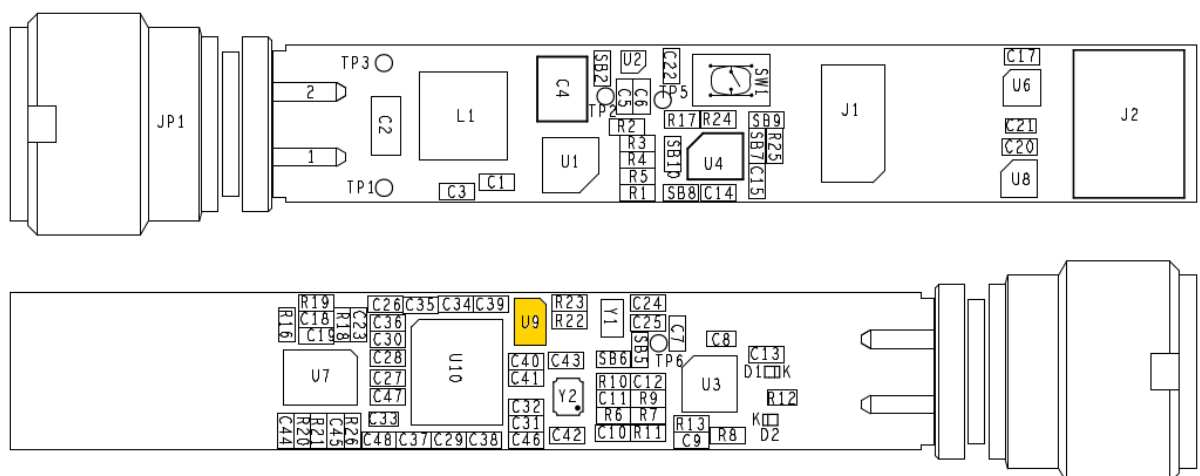 TP3
SB2
U2
C22
SW1
C17
2
C4
C5
C6
TP5
U6
JP1
C2
L1
TP2
J1
J2
R2
R17
R24
SB9
C21
R3
1
U1
R4
SB10
U4
SB7
R25
C20
R5
TP1
C3
C1
R1
SB8
C14
C15
U8
R19
C26
C35
C34
C39
R23
C24
R16
C18
R18
C23
C36
U9
R22
Y1
C25
C7
C19
C30
SB5
C8
C28
C40
C43
SB6
TP6
C13
U7
C27
U10
C41
R10
C12
U3
D1
K
C47
Y2
C11
R9
R12
C32
R6
R7
C33
C31
K
C44
R20
R21
C45
R26
R13
D2
C48
C37
C29
C38
C46
C42
C10
R11
C9
R8